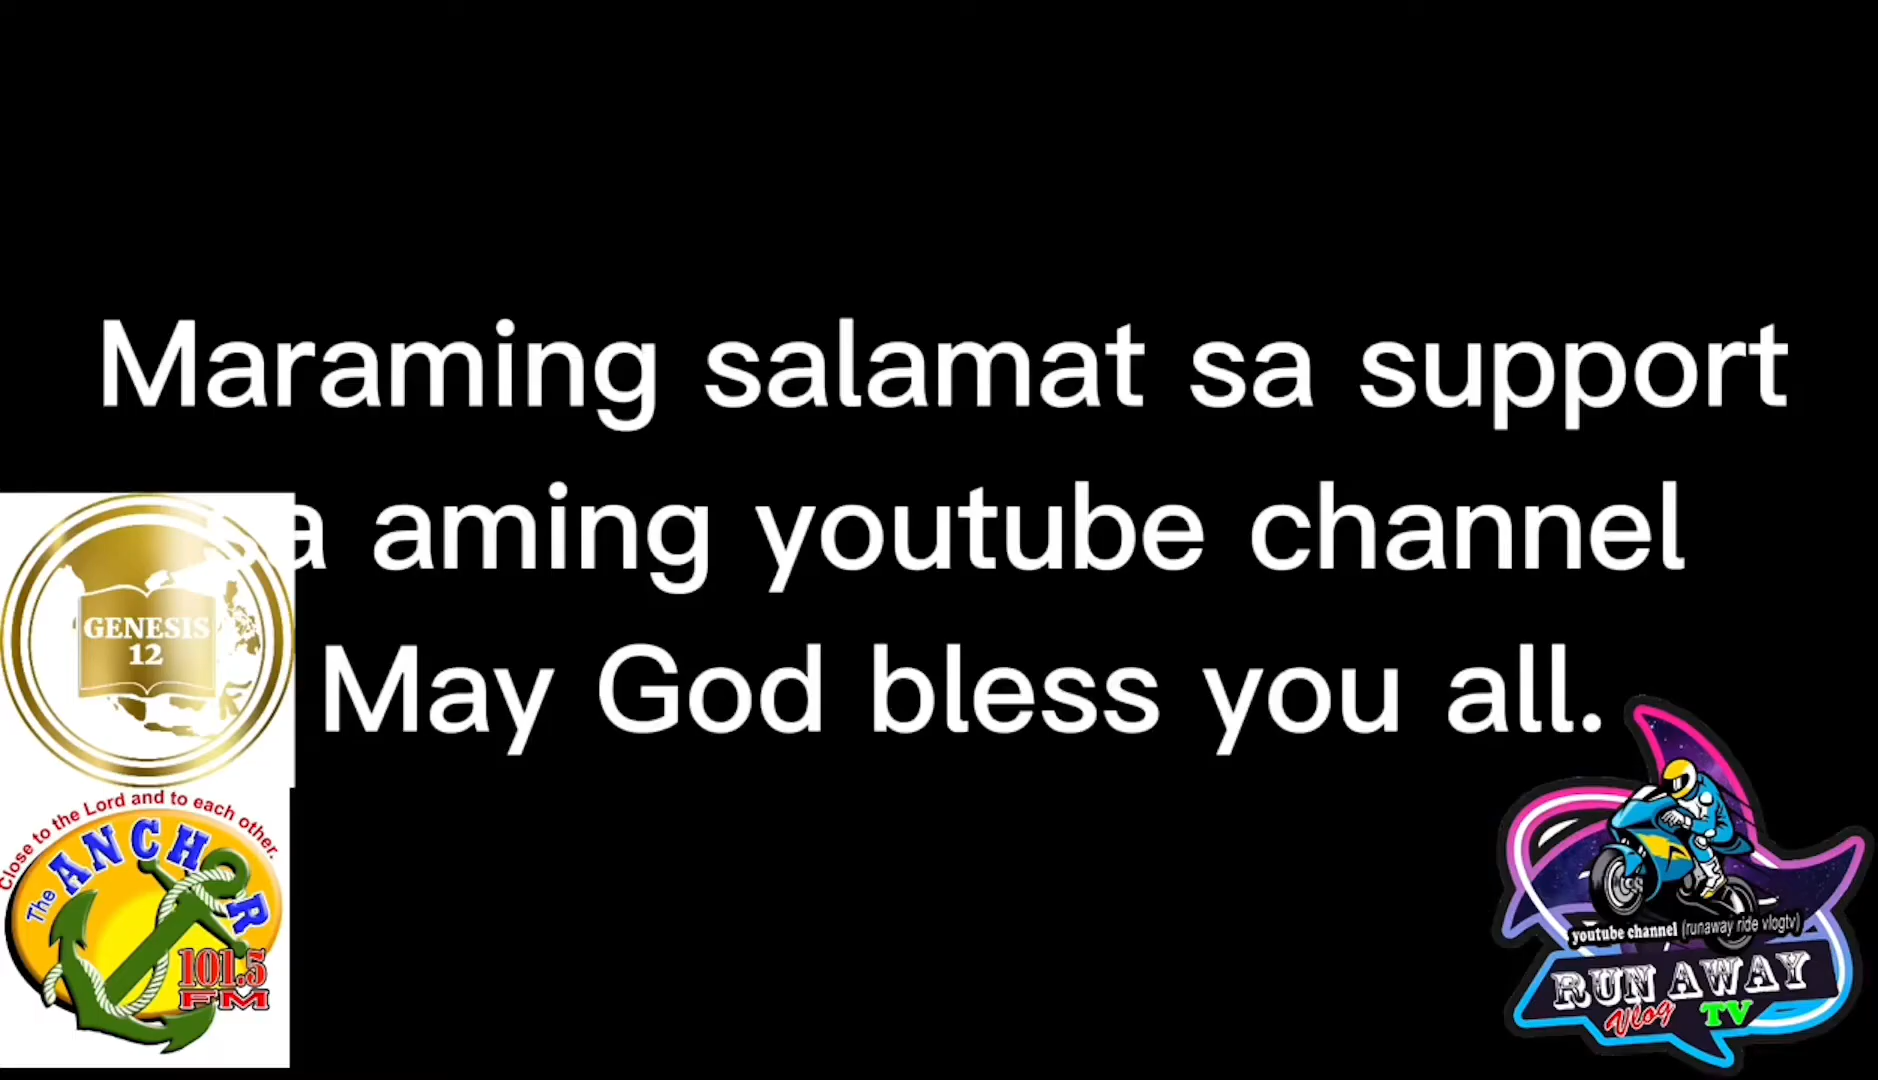 Maraming salamat sa support
a aming youtube channel
May God bless you all.
GENESIS
12
Close to the Lord and to each other.
The ANCHOR
101.5
FM
youtube channel (runaway ride vlogtv)
RUN AWAY
Vlog TV